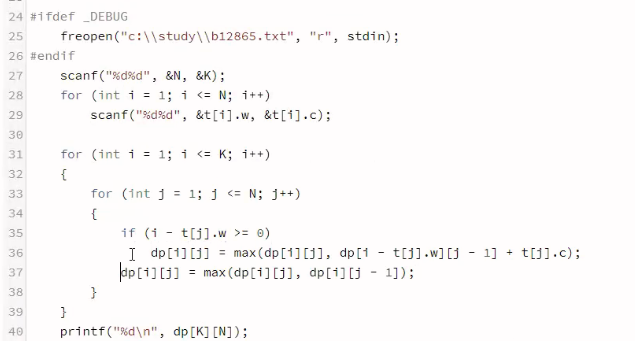 24 #ifdef _DEBUG
25     freopen("c:\\study\\b12865.txt", "r", stdin);
26 #endif
27     scanf("%d%d", &N, &K);
28     for (int i = 1; i <= N; i++)
29         scanf("%d%d", &t[i].w, &t[i].c);
30
31     for (int i = 1; i <= K; i++)
32     {
33         for (int j = 1; j <= N; j++)
34         {
35             if (i - t[j].w >= 0)
36                 dp[i][j] = max(dp[i][j], dp[i - t[j].w][j - 1] + t[j].c);
37             dp[i][j] = max(dp[i][j], dp[i][j - 1]);
38         }
39     }
40     printf("%d\n", dp[K][N]);